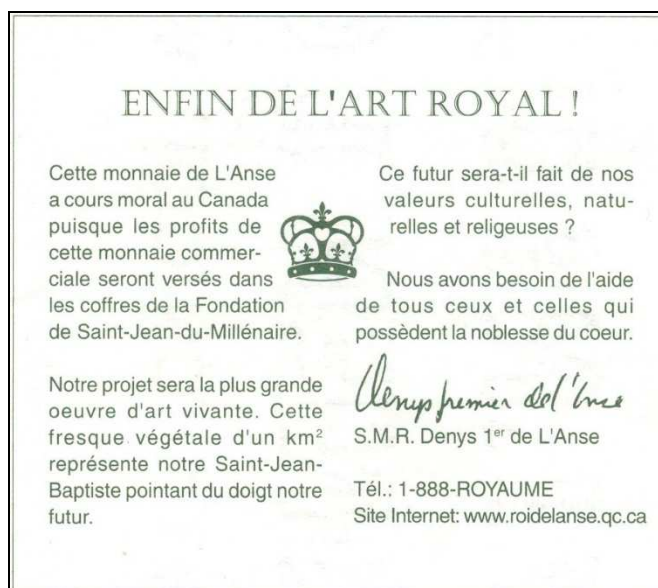 ENFIN DE L'ART ROYAL !
Cette monnaie de L'Anse
a cours moral au Canada
puisque les profits de
cette monnaie commer-
ciale seront versés dans
les coffres de la Fondation
de Saint-Jean-du-Millénaire.
Notre projet sera la plus grande
oeuvre d'art vivante. Cette
fresque végétale d'un km²
représente notre Saint-Jean-
Baptiste pointant du doigt notre
futur.
Ce futur sera-t-il fait de nos
valeurs culturelles, natu-
relles et religeuses ?
Nous avons besoin de l'aide
de tous ceux et celles qui
possèdent la noblesse du coeur.
Denys premier de L'Anse
S.M.R. Denys 1er de L'Anse
Tél.: 1-888-ROYAUME
Site Internet: www.roidelanse.qc.ca